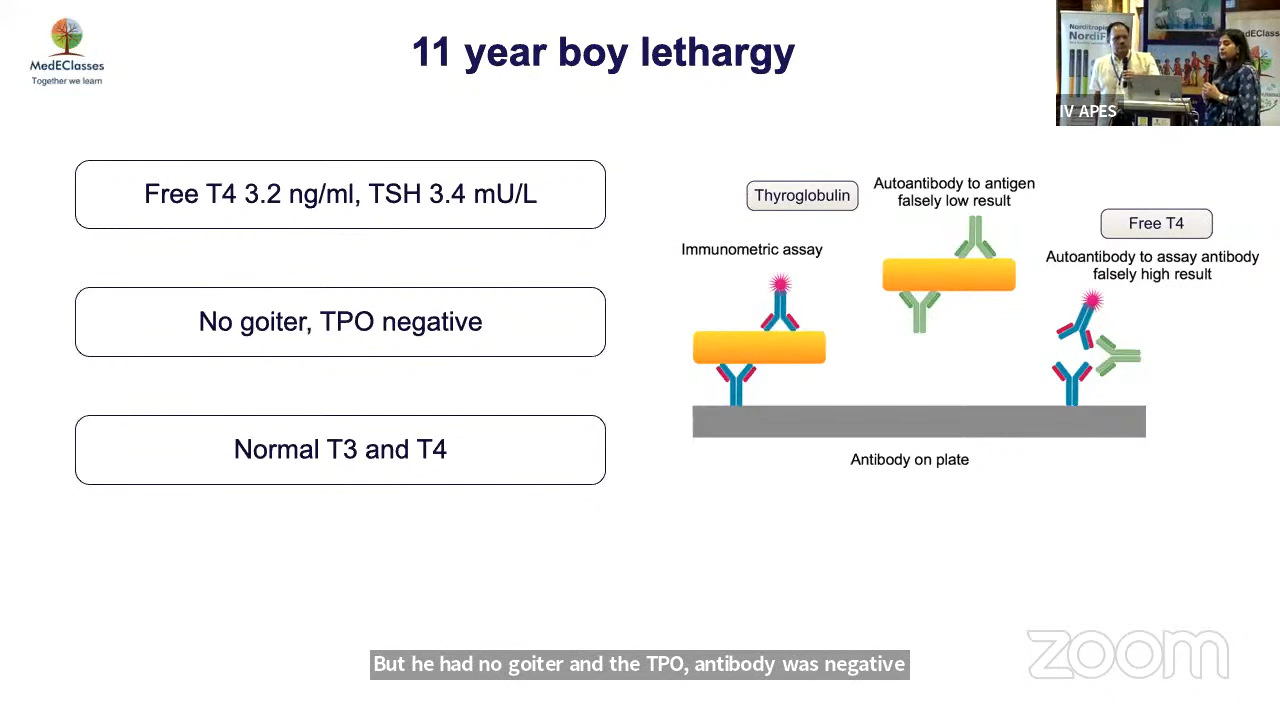 MedEClasses
Together we learn
11 year boy lethargy
Norditropin
NordiF
IV APES
Free T4 3.2 ng/ml, TSH 3.4 mU/L
No goiter, TPO negative
Normal T3 and T4
Thyroglobulin
Autoantibody to antigen
falsely low result
Free T4
Immunometric assay
Autoantibody to assay antibody
falsely high result
Antibody on plate
But he had no goiter and the TPO, antibody was negative
zoom